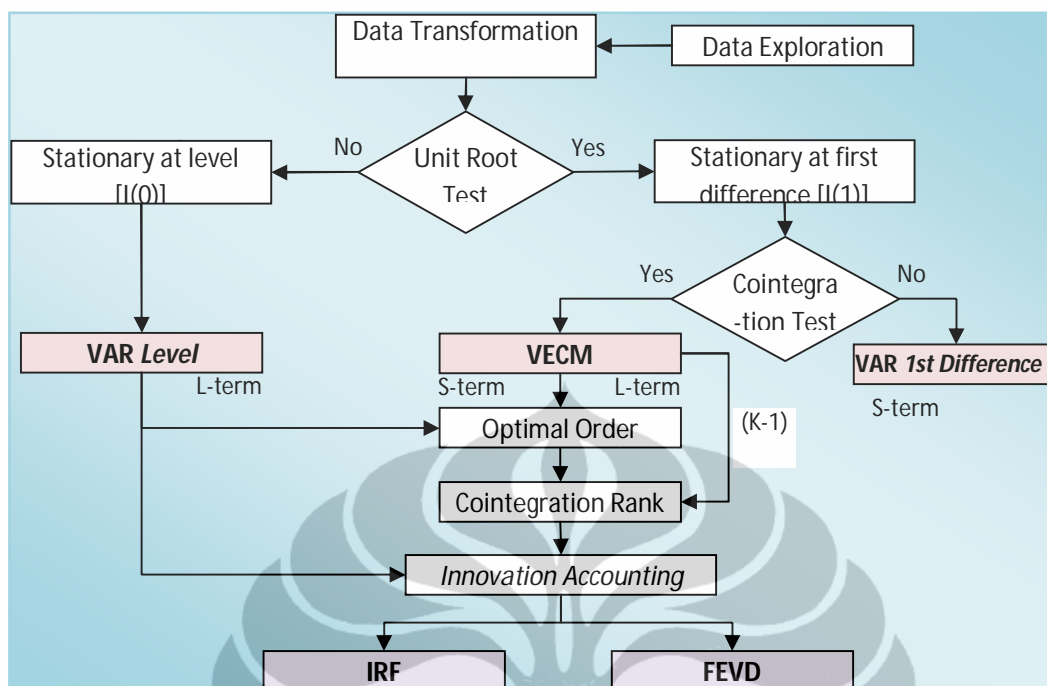 Data Transformation
Data Exploration
No
Unit Root
Test
Yes
Stationary at level
[I(0)]
Stationary at first
difference [I(1)]
Yes
Cointegra
-tion Test
No
VAR Level
L-term
VECM
S-term
L-term
VAR 1st Difference
S-term
Optimal Order
(K-1)
Cointegration Rank
Innovation Accounting
IRF
FEVD